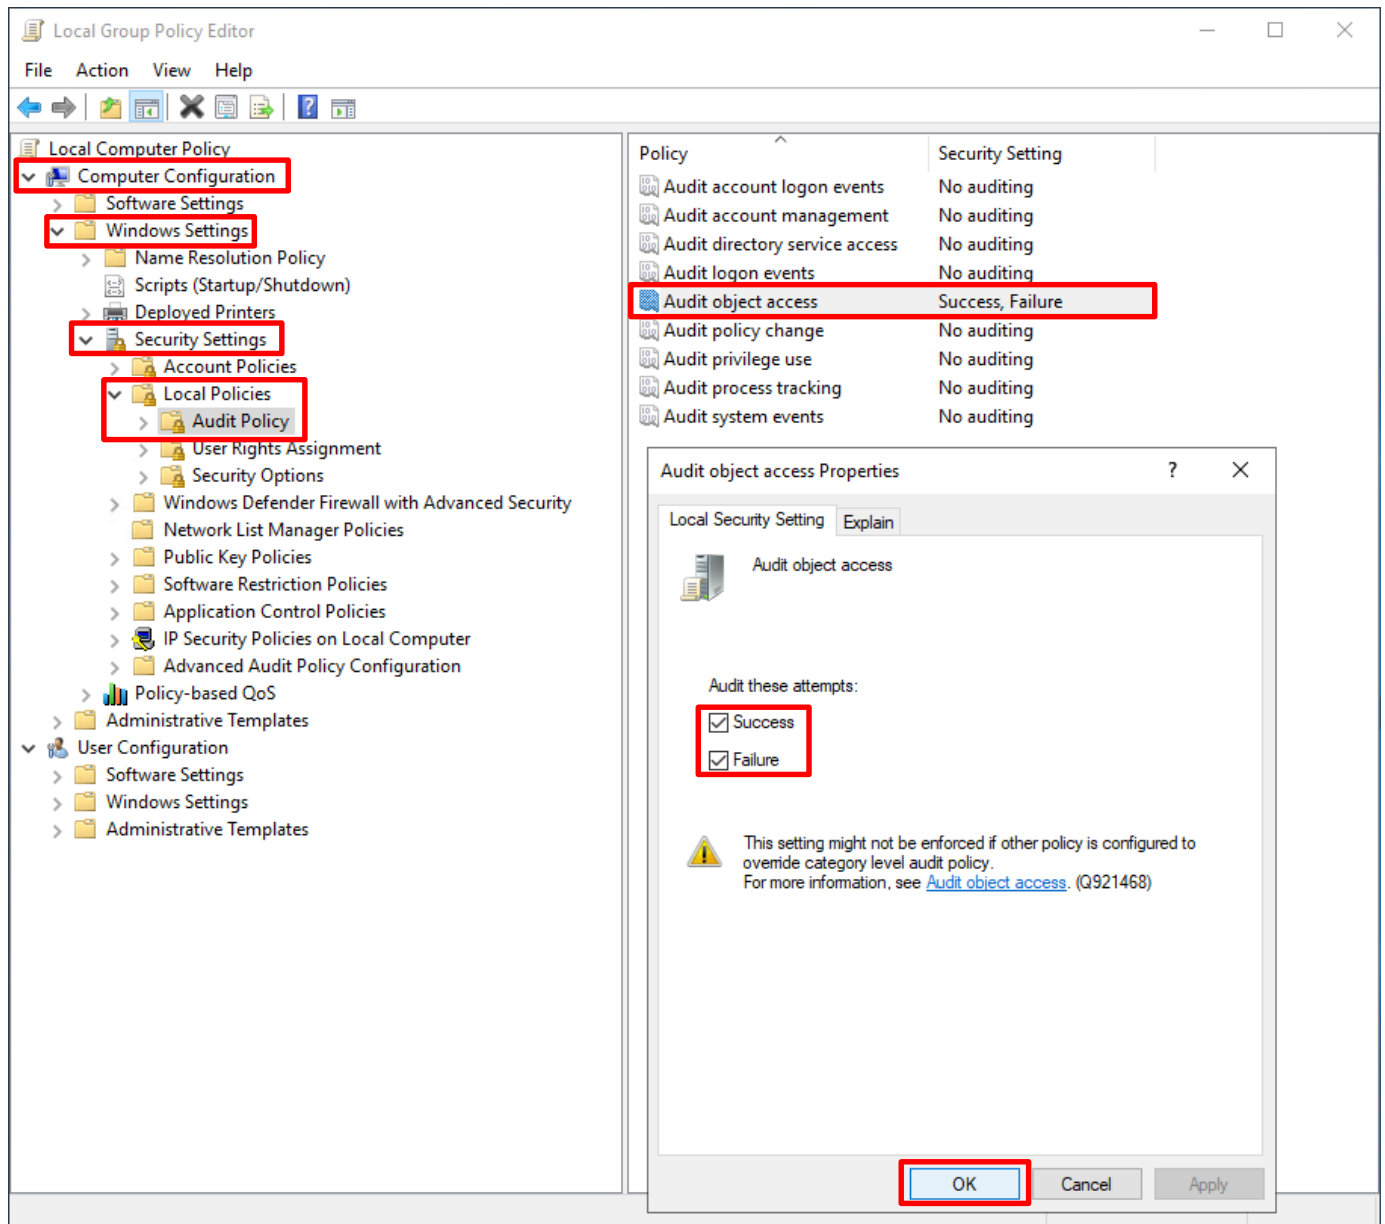 Local Group Policy Editor
File Action View Help
Local Computer Policy
Computer Configuration
Software Settings
Windows Settings
Name Resolution Policy
Scripts (Startup/Shutdown)
Deployed Printers
Security Settings
Account Policies
Local Policies
Audit Policy
User Rights Assignment
Security Options
Windows Defender Firewall with Advanced Security
Network List Manager Policies
Public Key Policies
Software Restriction Policies
Application Control Policies
IP Security Policies on Local Computer
Advanced Audit Policy Configuration
Policy-based QoS
Administrative Templates
User Configuration
Software Settings
Windows Settings
Administrative Templates
Policy Security Setting
Audit account logon events No auditing
Audit account management No auditing
Audit directory service access No auditing
Audit logon events No auditing
Audit object access Success, Failure
Audit policy change No auditing
Audit privilege use No auditing
Audit process tracking No auditing
Audit system events No auditing
Audit object access Properties ?
Local Security Setting Explain
Audit object access
Audit these attempts:
Success
Failure
This setting might not be enforced if other policy is configured to
override category level audit policy.
For more information, see Audit object access. (Q921468)
OK Cancel Apply